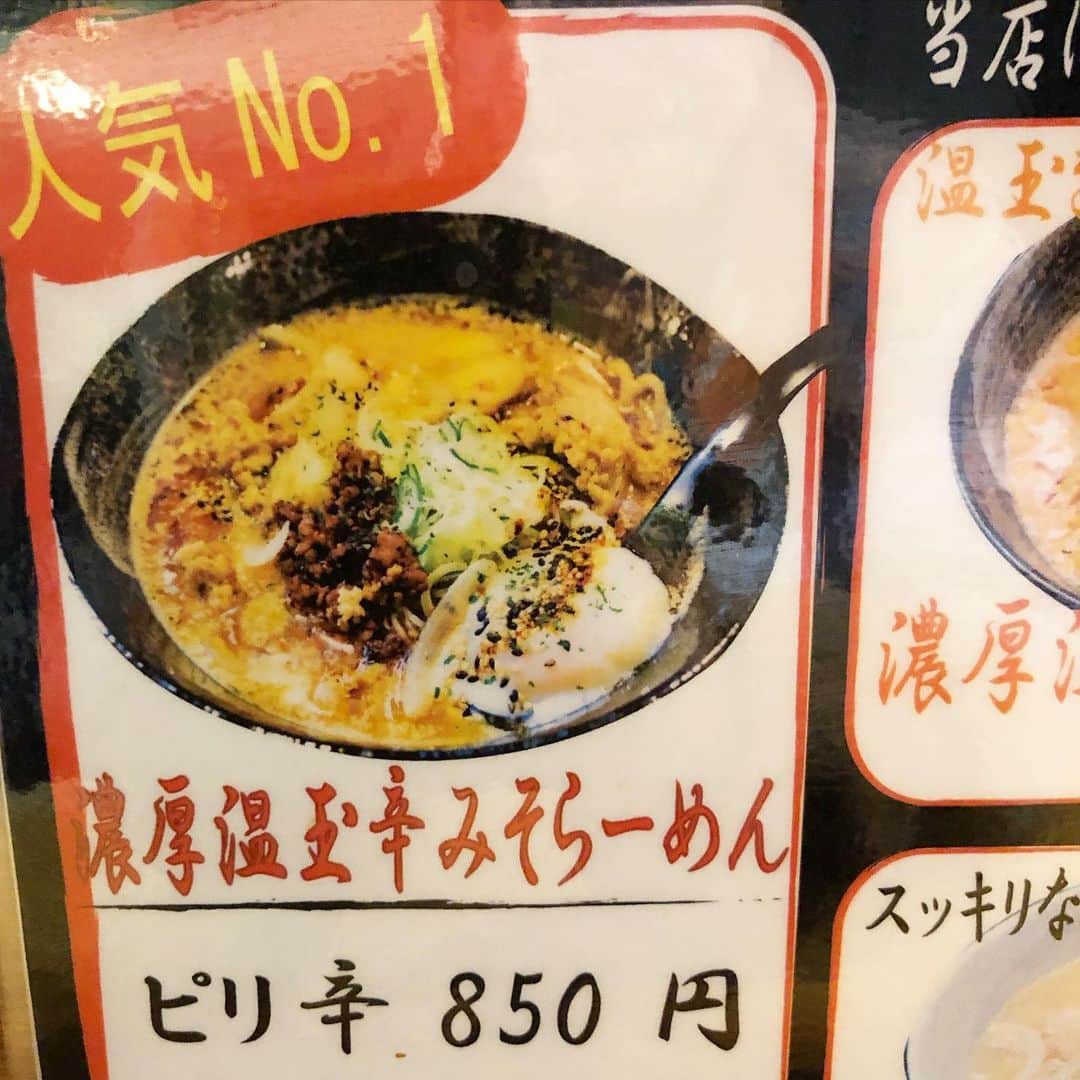 人気 No.1
濃厚温玉辛みそらーめん
ピリ辛 850 円
当店
温玉
濃厚
スッキリな